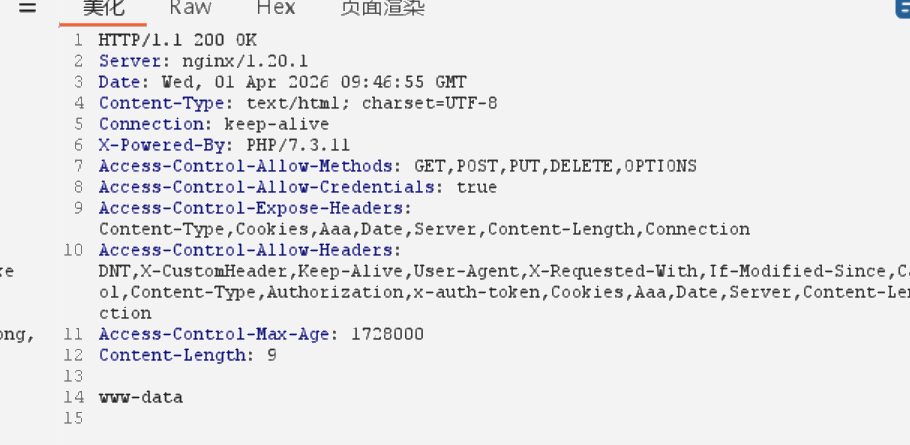 美化 Raw Hex 页面渲染
1 HTTP/1.1 200 OK
2 Server: nginx/1.20.1
3 Date: Wed, 01 Apr 2026 09:46:55 GMT
4 Content-Type: text/html; charset=UTF-8
5 Connection: keep-alive
6 X-Powered-By: PHP/7.3.11
7 Access-Control-Allow-Methods: GET,POST,PUT,DELETE,OPTIONS
8 Access-Control-Allow-Credentials: true
9 Access-Control-Expose-Headers:
Content-Type,Cookies,Aaa,Date,Server,Content-Length,Connection
10 Access-Control-Allow-Headers:
DNT,X-CustomHeader,Keep-Alive,User-Agent,X-Requested-With,If-Modified-Since,
ol,Content-Type,Authorization,x-auth-token,Cookies,Aaa,Date,Server,
ction
ong, 11 Access-Control-Max-Age: 1728000
12 Content-Length: 9
13
14 www-data
15